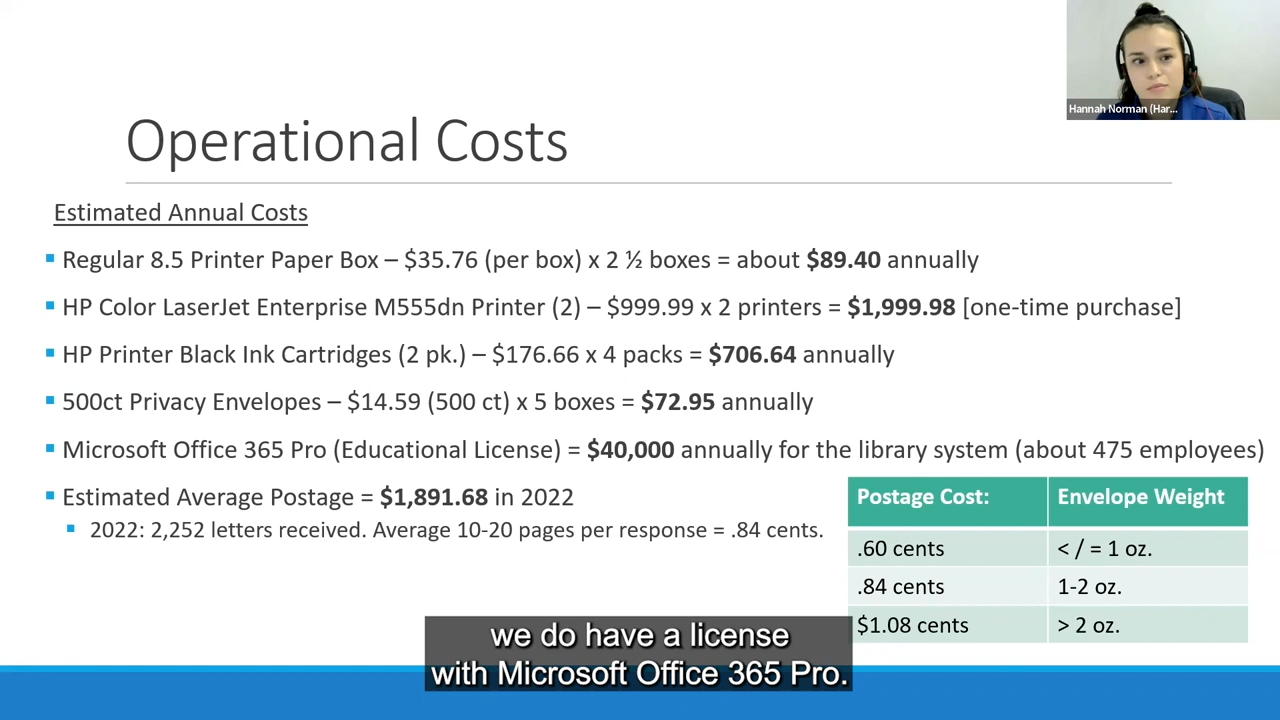 Hannah Norman (Har...
Operational Costs
Estimated Annual Costs
▪ Regular 8.5 Printer Paper Box – $35.76 (per box) x 2 ½ boxes = about $89.40 annually
▪ HP Color LaserJet Enterprise M555dn Printer (2) – $999.99 x 2 printers = $1,999.98 [one-time purchase]
▪ HP Printer Black Ink Cartridges (2 pk.) – $176.66 x 4 packs = $706.64 annually
▪ 500ct Privacy Envelopes – $14.59 (500 ct) x 5 boxes = $72.95 annually
▪ Microsoft Office 365 Pro (Educational License) = $40,000 annually for the library system (about 475 employees)
▪ Estimated Average Postage = $1,891.68 in 2022
▪ 2022: 2,252 letters received. Average 10-20 pages per response = .84 cents.
Postage Cost: Envelope Weight
.60 cents < / = 1 oz.
.84 cents 1-2 oz.
$1.08 cents > 2 oz.
we do have a license
with Microsoft Office 365 Pro.